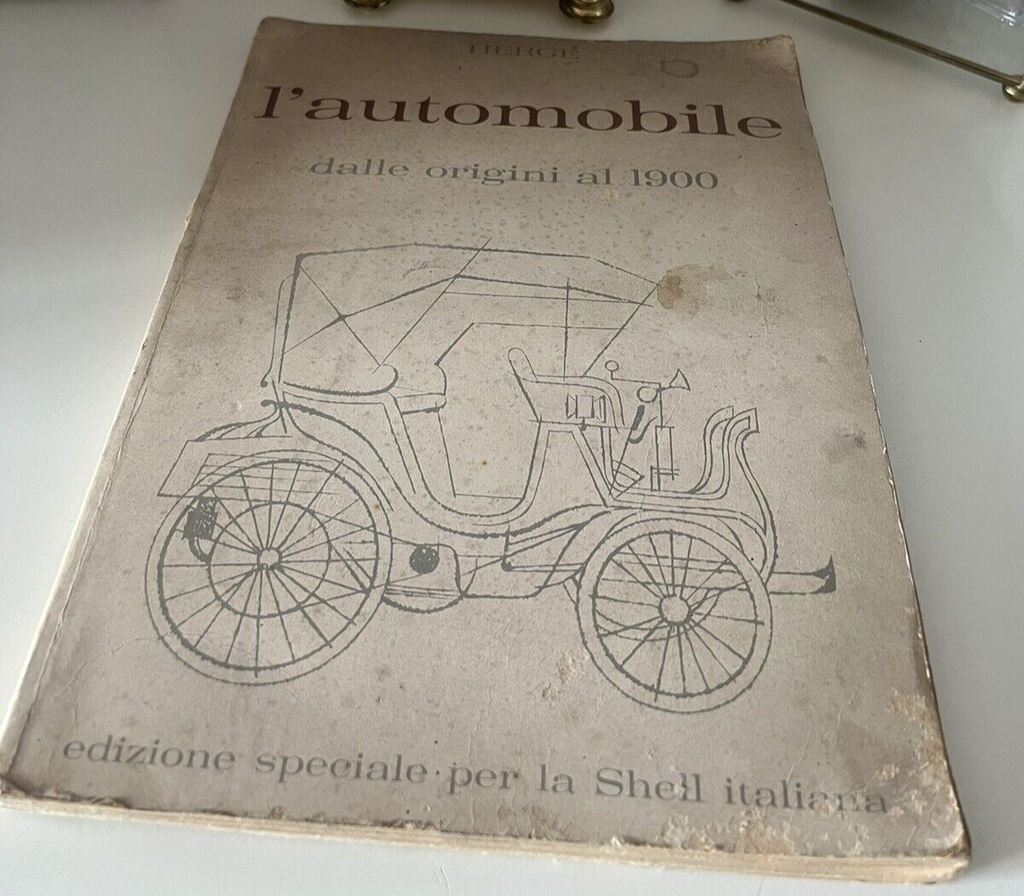 HERGÉ
l'automobile
dalle origini al 1900
edizione speciale per la Shell italiana